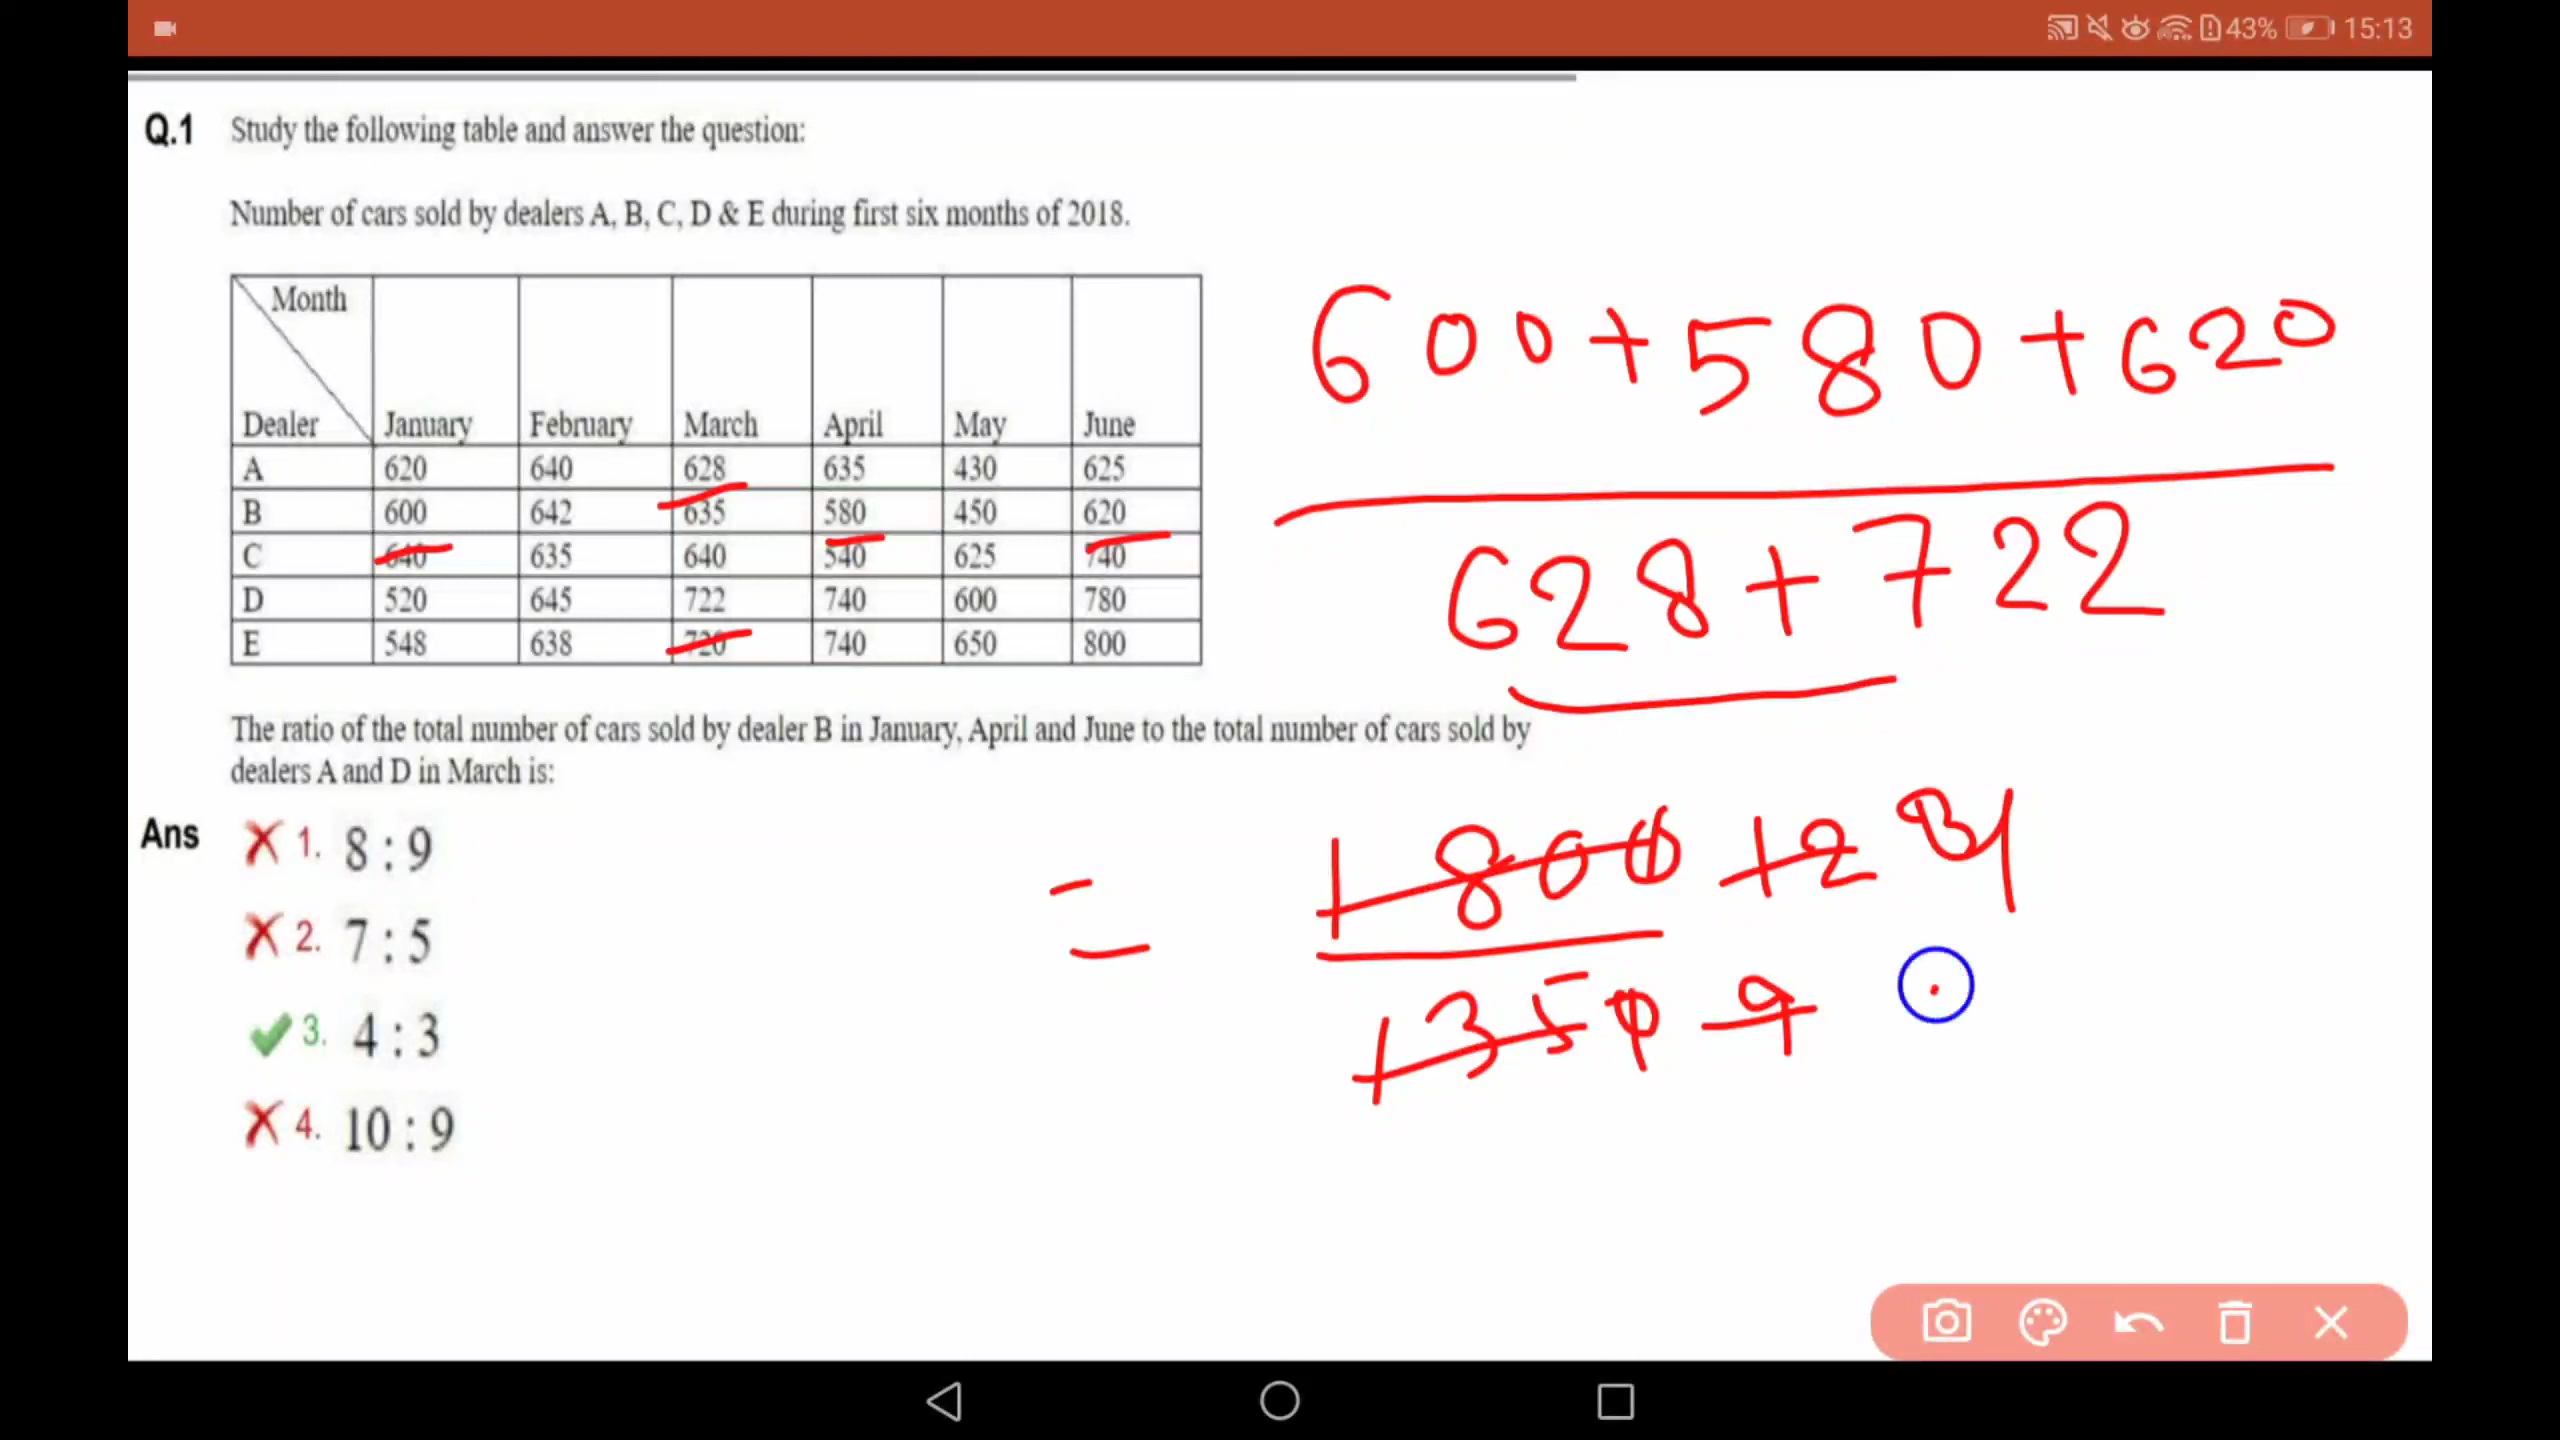 43% 15:13
Q.1 Study the following table and answer the question:
Number of cars sold by dealers A, B, C, D & E during first six months of 2018.
Month
Dealer January February March April May June
A 620 640 628 635 430 625
B 600 642 635 580 450 620
C 640 635 640 540 625 740
D 520 645 722 740 600 780
E 548 638 720 740 650 800
600+580+620
628+722
The ratio of the total number of cars sold by dealer B in January, April and June to the total number of cars sold by
dealers A and D in March is:
Ans 1. 8 : 9
2. 7 : 5
3. 4 : 3
4. 10 : 9
= 1800 12
1350 9